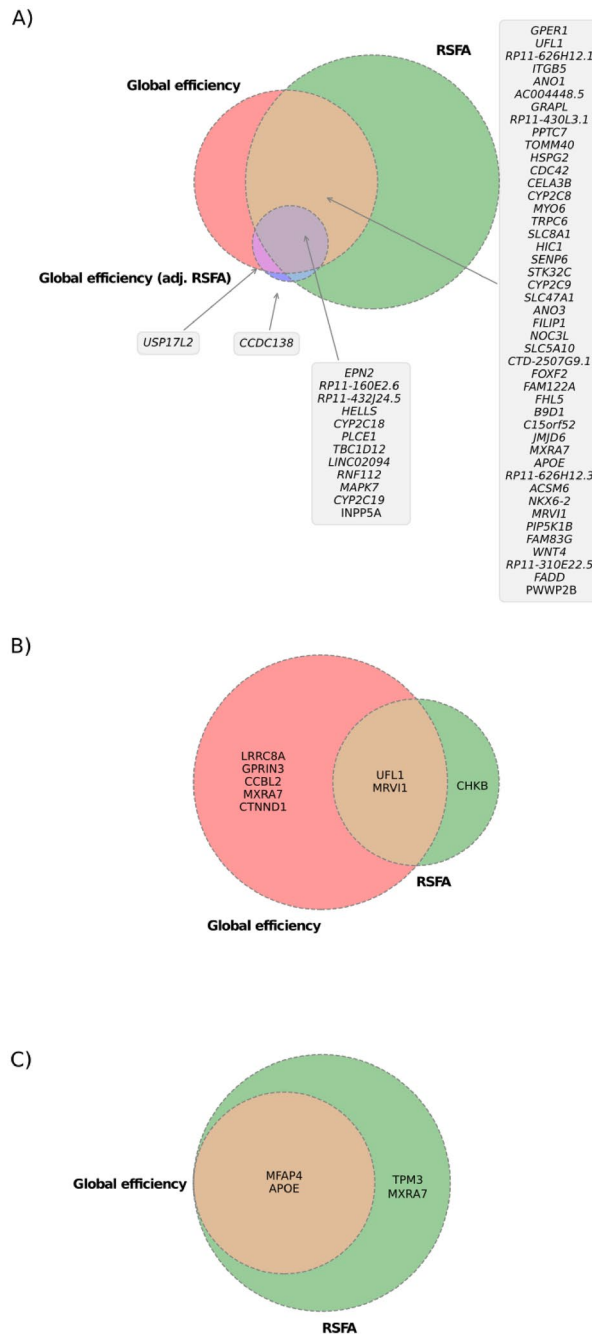 A)
RSFA
Global efficiency
Global efficiency (adj. RSFA)
USP17L2
CCDC138
EPN2
RP11-160E2.6
RP11-432J24.5
HELLS
CYP2C18
PLCE1
TBC1D12
LINC02094
RNF112
MAPK7
CYP2C19
INPP5A
GPER1
UFL1
RP11-626H12.1
ITGB5
ANO1
AC004448.5
GRAPL
RP11-430L3.1
PPTC7
TOMM40
HSPG2
CDC42
CELA3B
CYP2C8
MYO6
TRPC6
SLC8A1
HIC1
SENP6
STK32C
CYP2C9
SLC47A1
ANO3
FILIP1
NOC3L
SLC5A10
CTD-2507G9.1
FOXF2
FAM122A
FHL5
B9D1
C15orf52
JMJD6
MXRA7
APOE
RP11-626H12.3
ACSM6
NKX6-2
MRVI1
PIP5K1B
FAM83G
WNT4
RP11-310E22.5
FADD
PWWP2B
B)
LRRC8A
GPRIN3
CCBL2
MXRA7
CTNND1
UFL1
MRVI1
CHKB
RSFA
Global efficiency
C)
Global efficiency
MFAP4
APOE
TPM3
MXRA7
RSFA